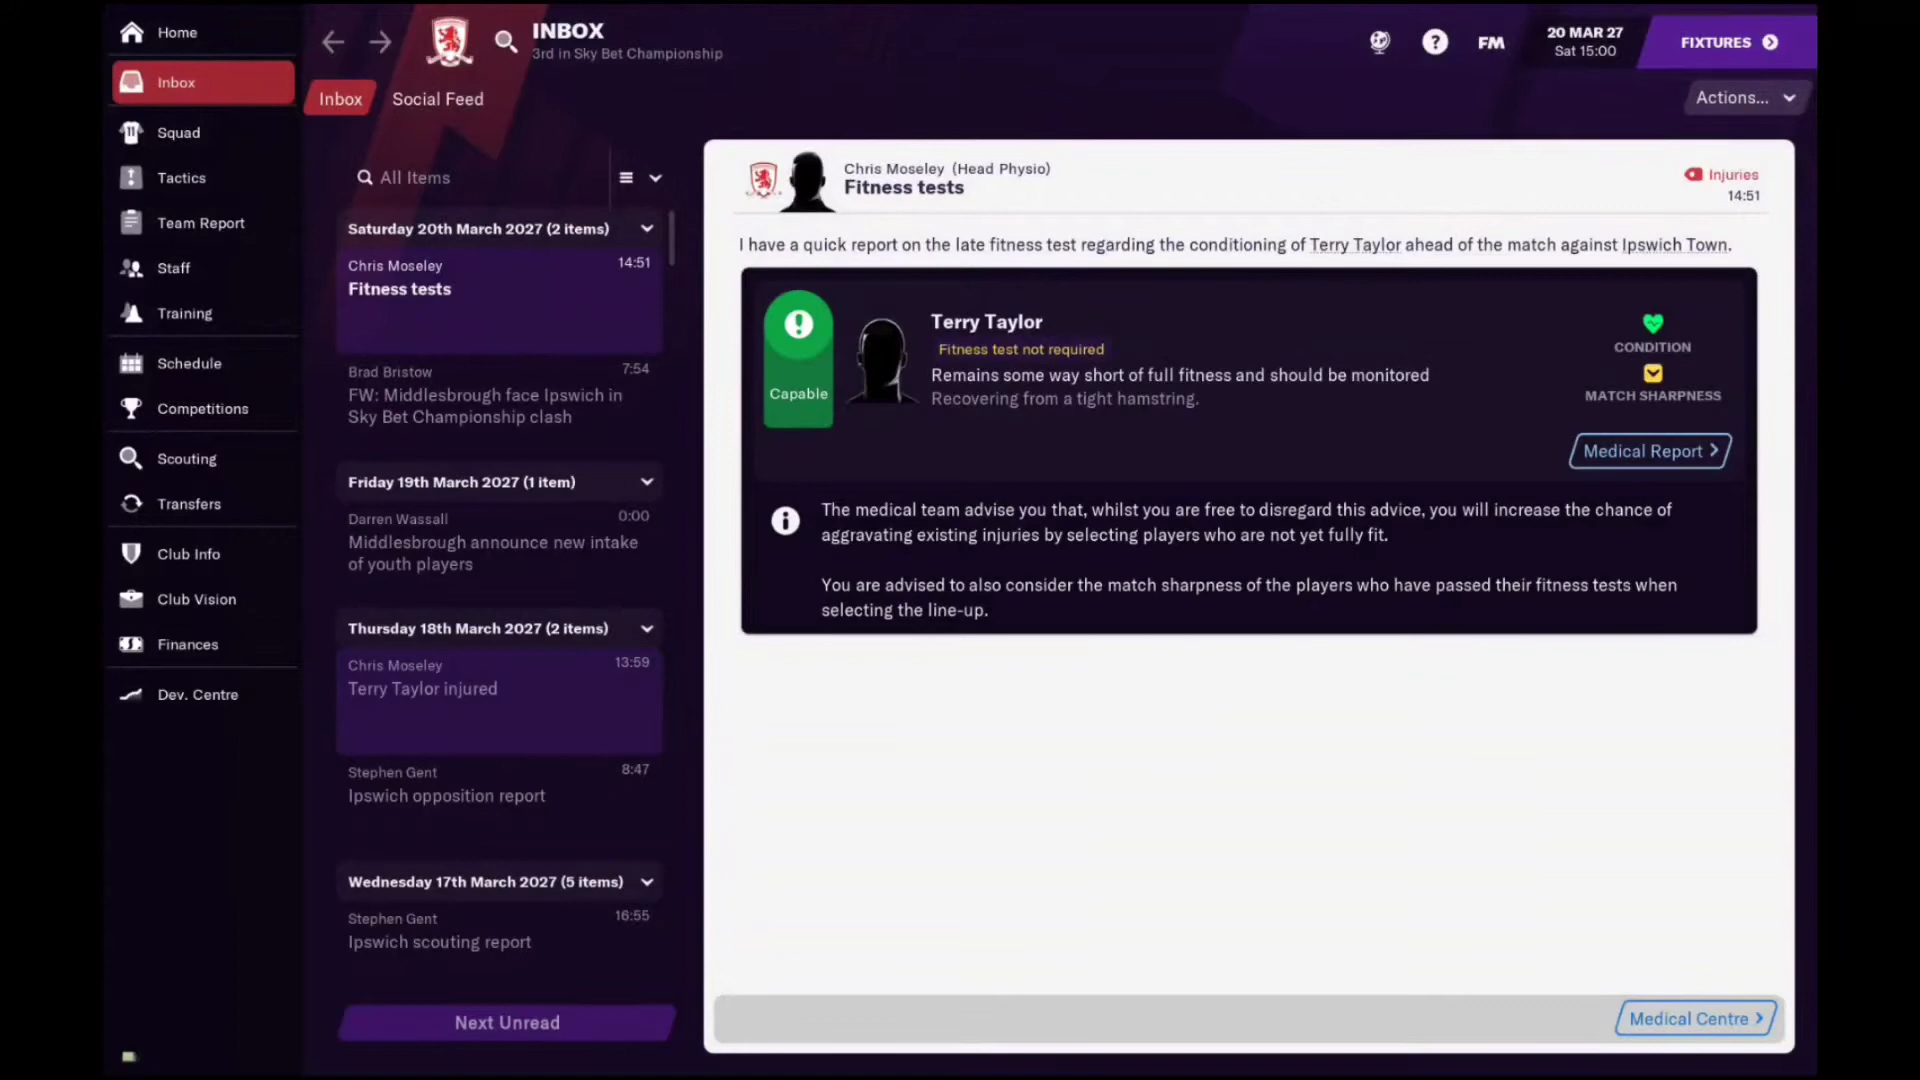 Home
Inbox
Squad
Tactics
Team Report
Staff
Training
Schedule
Competitions
Scouting
Transfers
Club Info
Club Vision
Finances
Dev. Centre
INBOX
3rd in Sky Bet Championship
FM
20 MAR 27
Sat 15:00
FIXTURES
Inbox
Social Feed
Actions...
All Items
Saturday 20th March 2027 (2 items)
Chris Moseley
14:51
Fitness tests
Brad Bristow
7:54
FW: Middlesbrough face Ipswich in
Sky Bet Championship clash
Friday 19th March 2027 (1 item)
Darren Wassall
0:00
Middlesbrough announce new intake
of youth players
Thursday 18th March 2027 (2 items)
Chris Moseley
13:59
Terry Taylor injured
Stephen Gent
8:47
Ipswich opposition report
Wednesday 17th March 2027 (5 items)
Stephen Gent
16:55
Ipswich scouting report
Next Unread
Chris Moseley (Head Physio)
Fitness tests
Injuries
14:51
I have a quick report on the late fitness test regarding the conditioning of Terry Taylor ahead of the match against Ipswich Town.
Capable
Terry Taylor
Fitness test not required
Remains some way short of full fitness and should be monitored
Recovering from a tight hamstring.
CONDITION
MATCH SHARPNESS
Medical Report
The medical team advise you that, whilst you are free to disregard this advice, you will increase the chance of
aggravating existing injuries by selecting players who are not yet fully fit.
You are advised to also consider the match sharpness of the players who have passed their fitness tests when
selecting the line-up.
Medical Centre